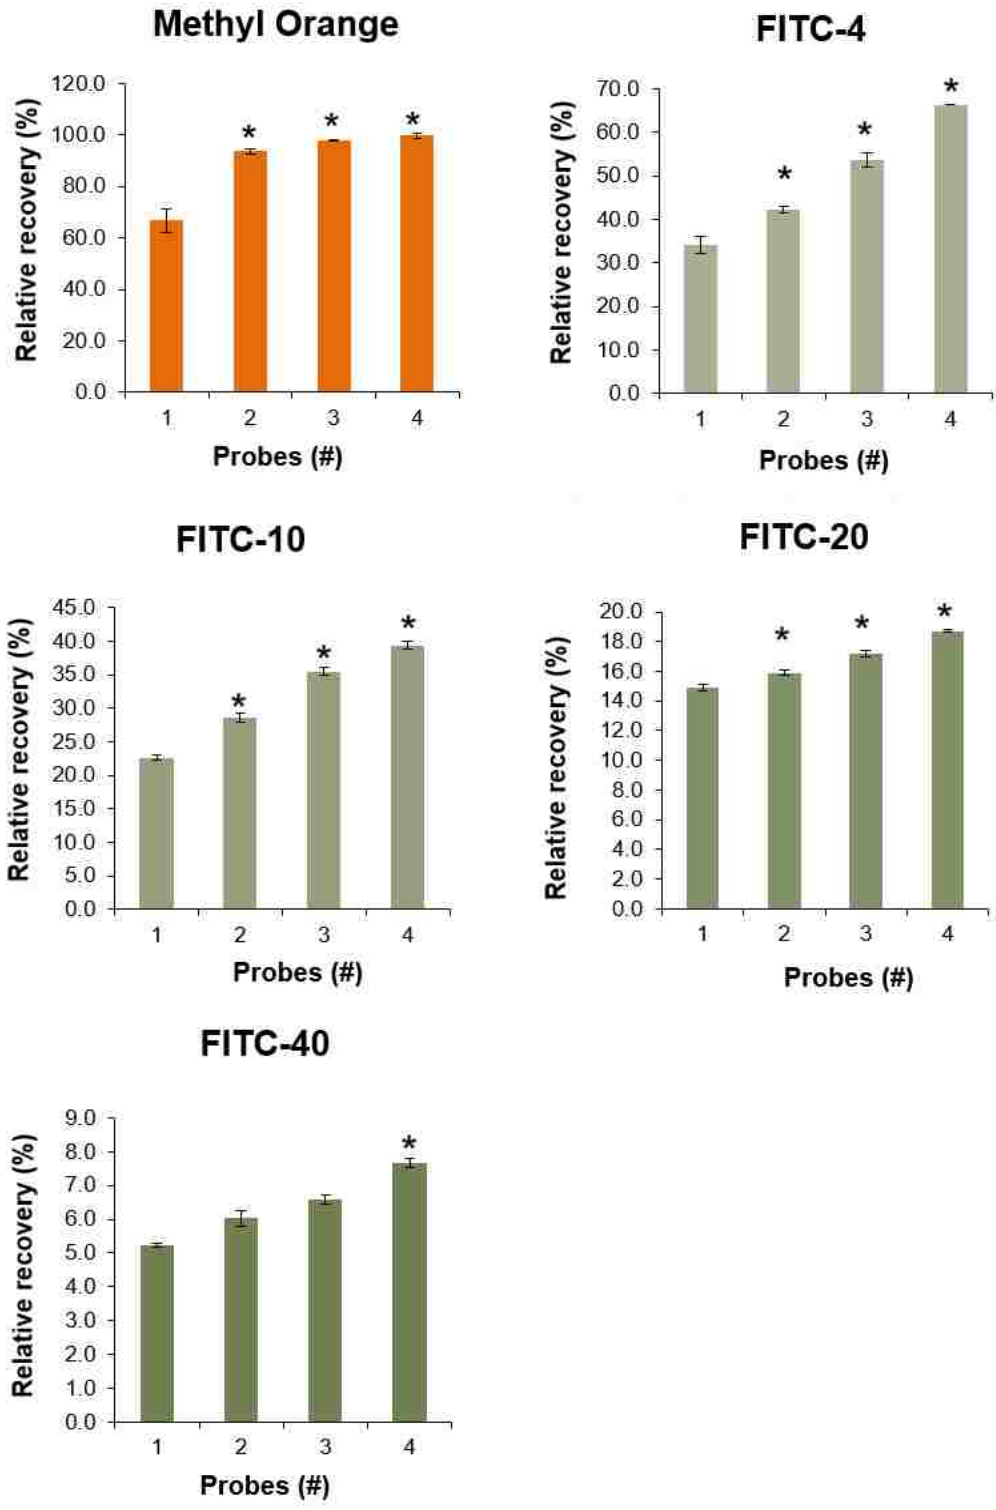 Methyl Orange
120.0
100.0
80.0
60.0
40.0
20.0
0.0
Relative recovery (%)
* * *
1 2 3 4
Probes (#)
FITC-4
70.0
60.0
50.0
40.0
30.0
20.0
10.0
0.0
Relative recovery (%)
* * *
1 2 3 4
Probes (#)
FITC-10
45.0
40.0
35.0
30.0
25.0
20.0
15.0
10.0
5.0
0.0
Relative recovery (%)
* * *
1 2 3 4
Probes (#)
FITC-20
20.0
18.0
16.0
14.0
12.0
10.0
8.0
6.0
4.0
2.0
0.0
Relative recovery (%)
* * *
1 2 3 4
Probes (#)
FITC-40
9.0
8.0
7.0
6.0
5.0
4.0
3.0
2.0
1.0
0.0
Relative recovery (%)
*
1 2 3 4
Probes (#)